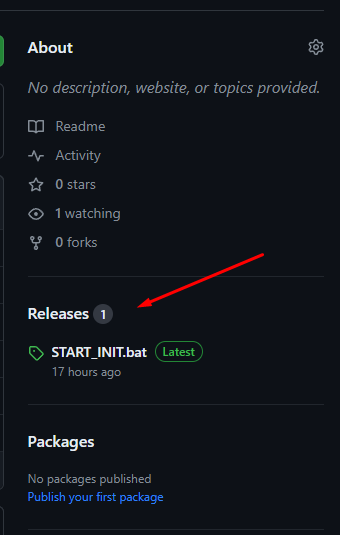 About
No description, website, or topics provided.
Readme
Activity
0 stars
1 watching
0 forks
Releases 1
START_INIT.bat Latest
17 hours ago
Packages
No packages published
Publish your first package